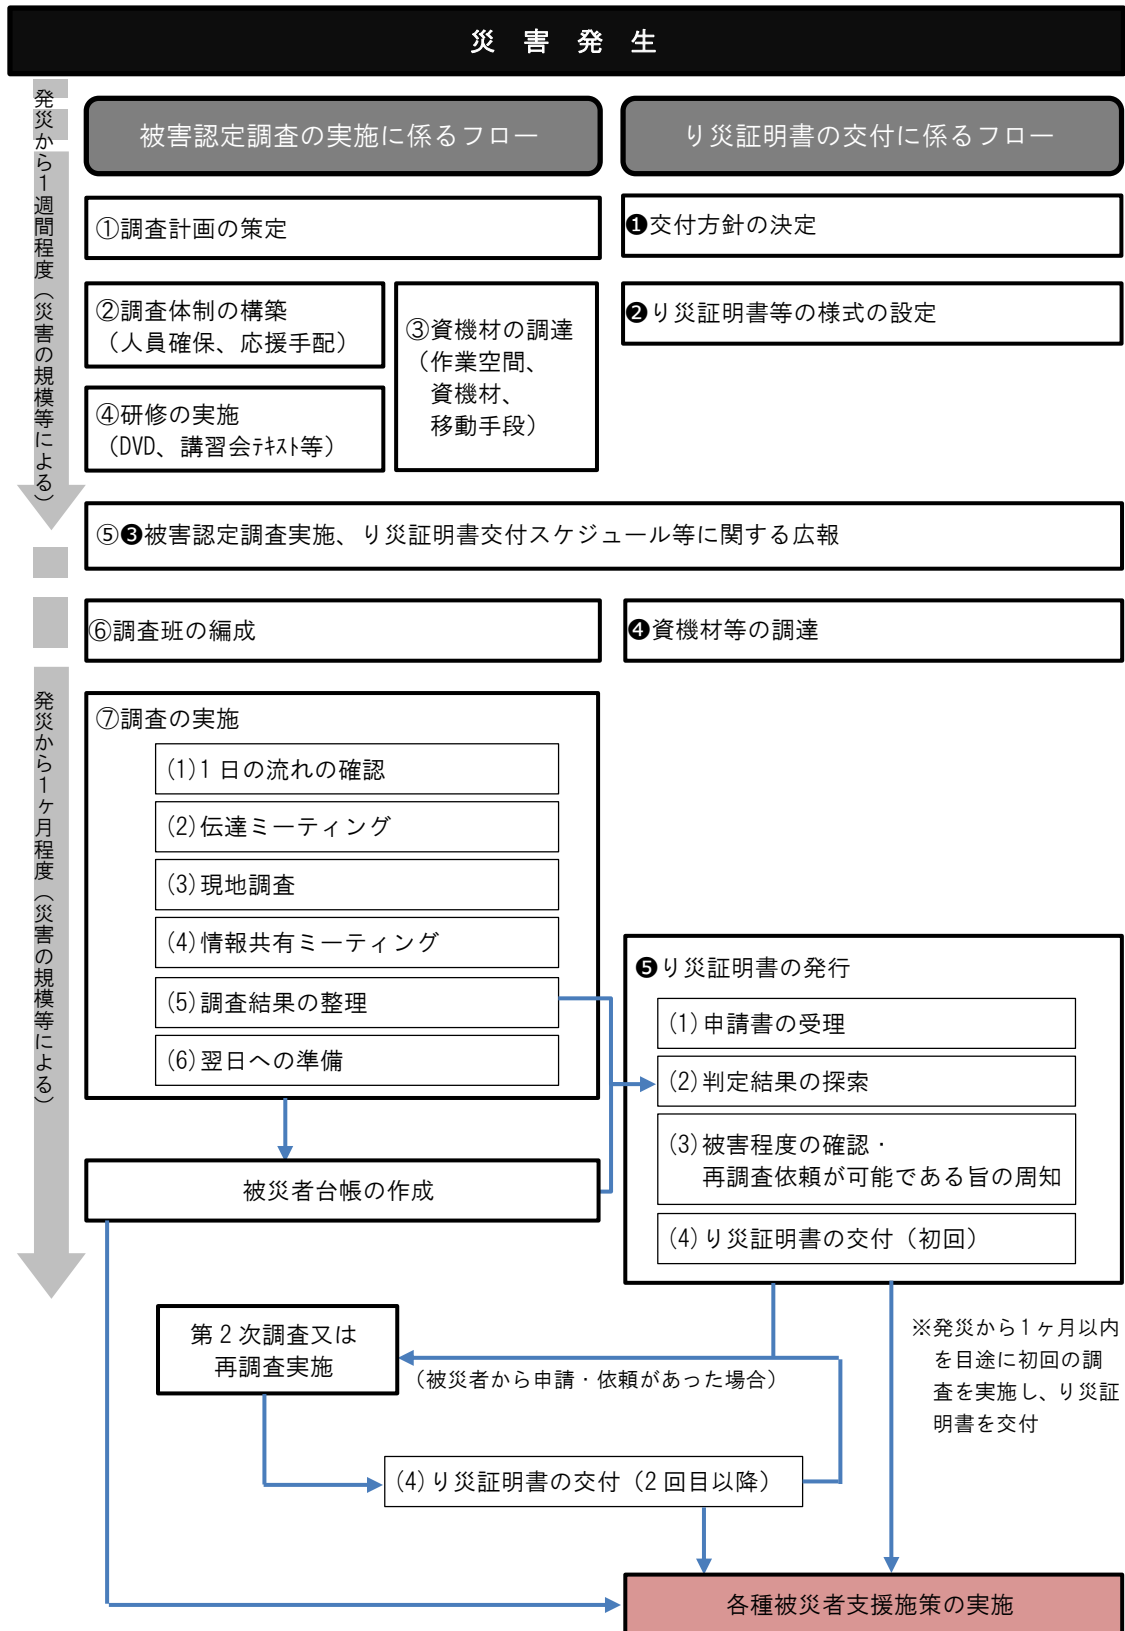 災害発生
発災から1週間程度（災害の規模等による）
被害認定調査の実施に係るフロー
り災証明書の交付に係るフロー
①調査計画の策定
❶交付方針の決定
②調査体制の構築
（人員確保、応援手配）
③資機材の調達
（作業空間、
資機材、
移動手段）
❷り災証明書等の様式の設定
④研修の実施
（DVD、講習会ﾃｷｽﾄ等）
⑤❸被害認定調査実施、り災証明書交付スケジュール等に関する広報
⑥調査班の編成
❹資機材等の調達
発災から1ヶ月程度（災害の規模等による）
⑦調査の実施
(1)1日の流れの確認
(2)伝達ミーティング
(3)現地調査
(4)情報共有ミーティング
(5)調査結果の整理
(6)翌日への準備
❺り災証明書の発行
(1)申請書の受理
(2)判定結果の探索
(3)被害程度の確認・
再調査依頼が可能である旨の周知
(4)り災証明書の交付（初回）
被災者台帳の作成
第2次調査又は
再調査実施
（被災者から申請・依頼があった場合）
※発災から1ヶ月以内
を目途に初回の調
査を実施し、り災証
明書を交付
(4)り災証明書の交付（2回目以降）
各種被災者支援施策の実施